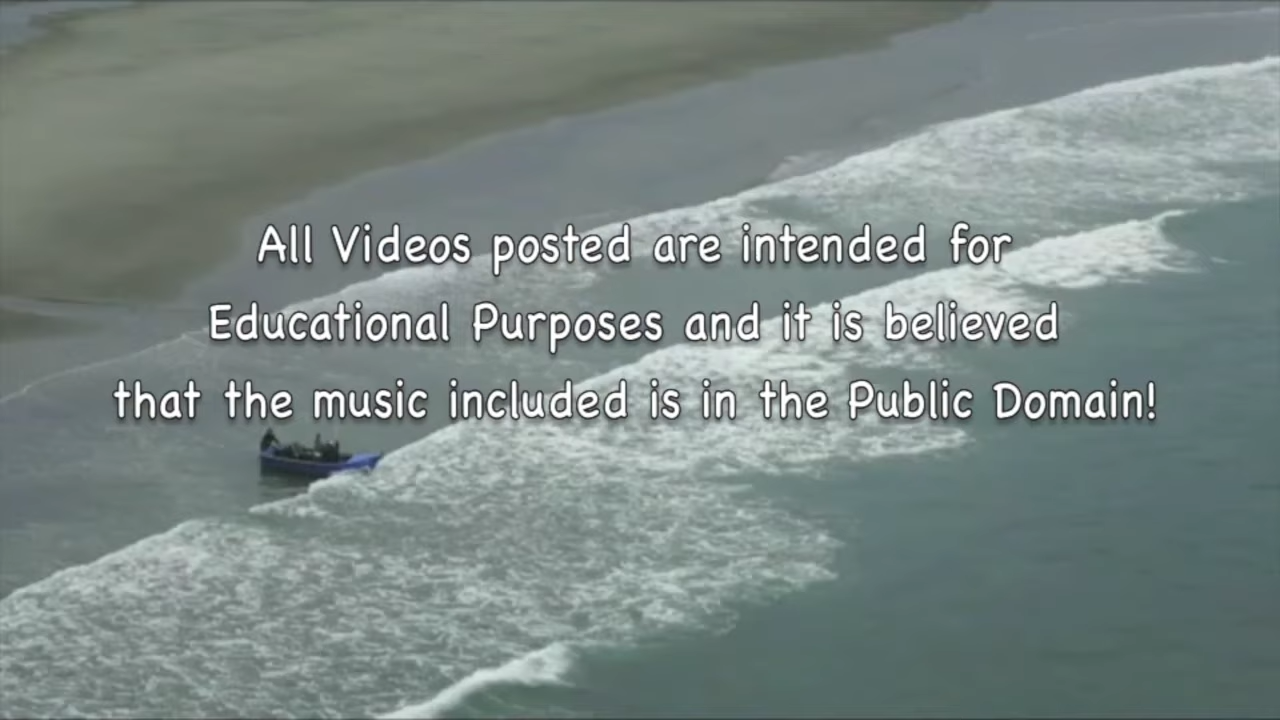 All Videos posted are intended for
Educational Purposes and it is believed
that the music included is in the Public Domain!